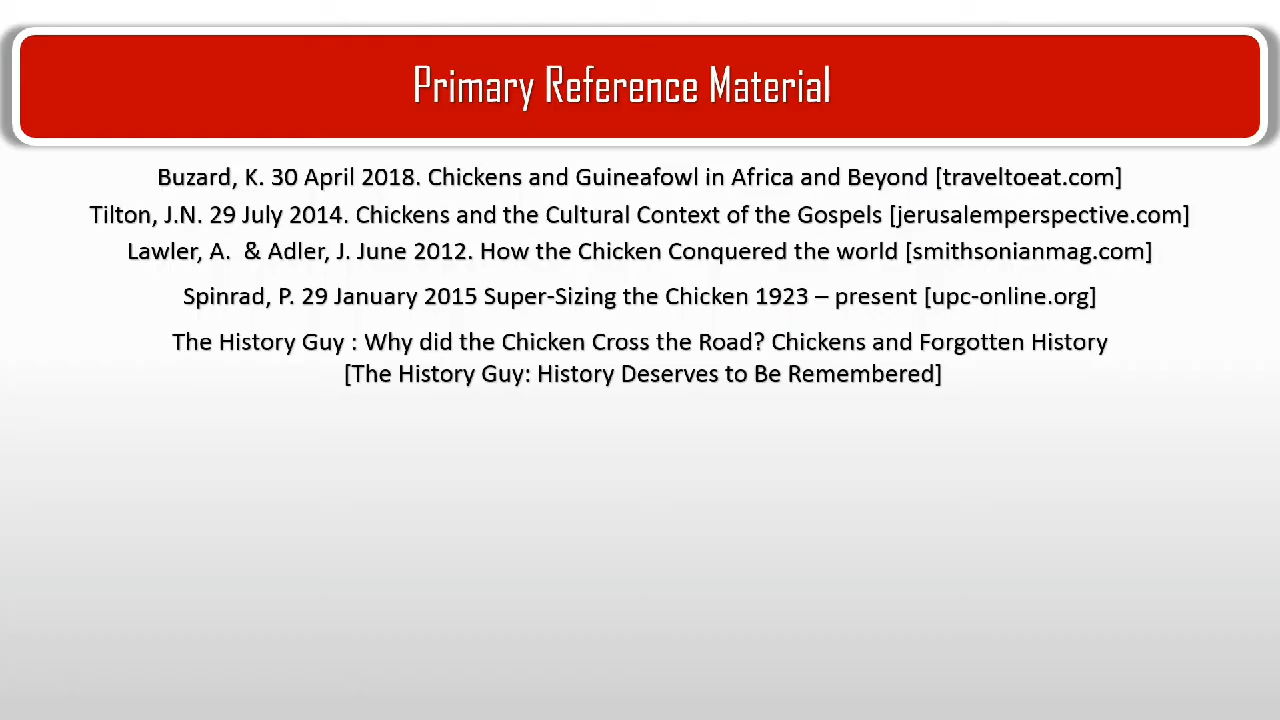 Primary Reference Material
Buzard, K. 30 April 2018. Chickens and Guineafowl in Africa and Beyond [traveltoeat.com]
Tilton, J.N. 29 July 2014. Chickens and the Cultural Context of the Gospels [jerusalemperspective.com]
Lawler, A.  & Adler, J. June 2012. How the Chicken Conquered the world [smithsonianmag.com]
Spinrad, P. 29 January 2015 Super-Sizing the Chicken 1923 – present [upc-online.org]
The History Guy : Why did the Chicken Cross the Road? Chickens and Forgotten History
[The History Guy: History Deserves to Be Remembered]